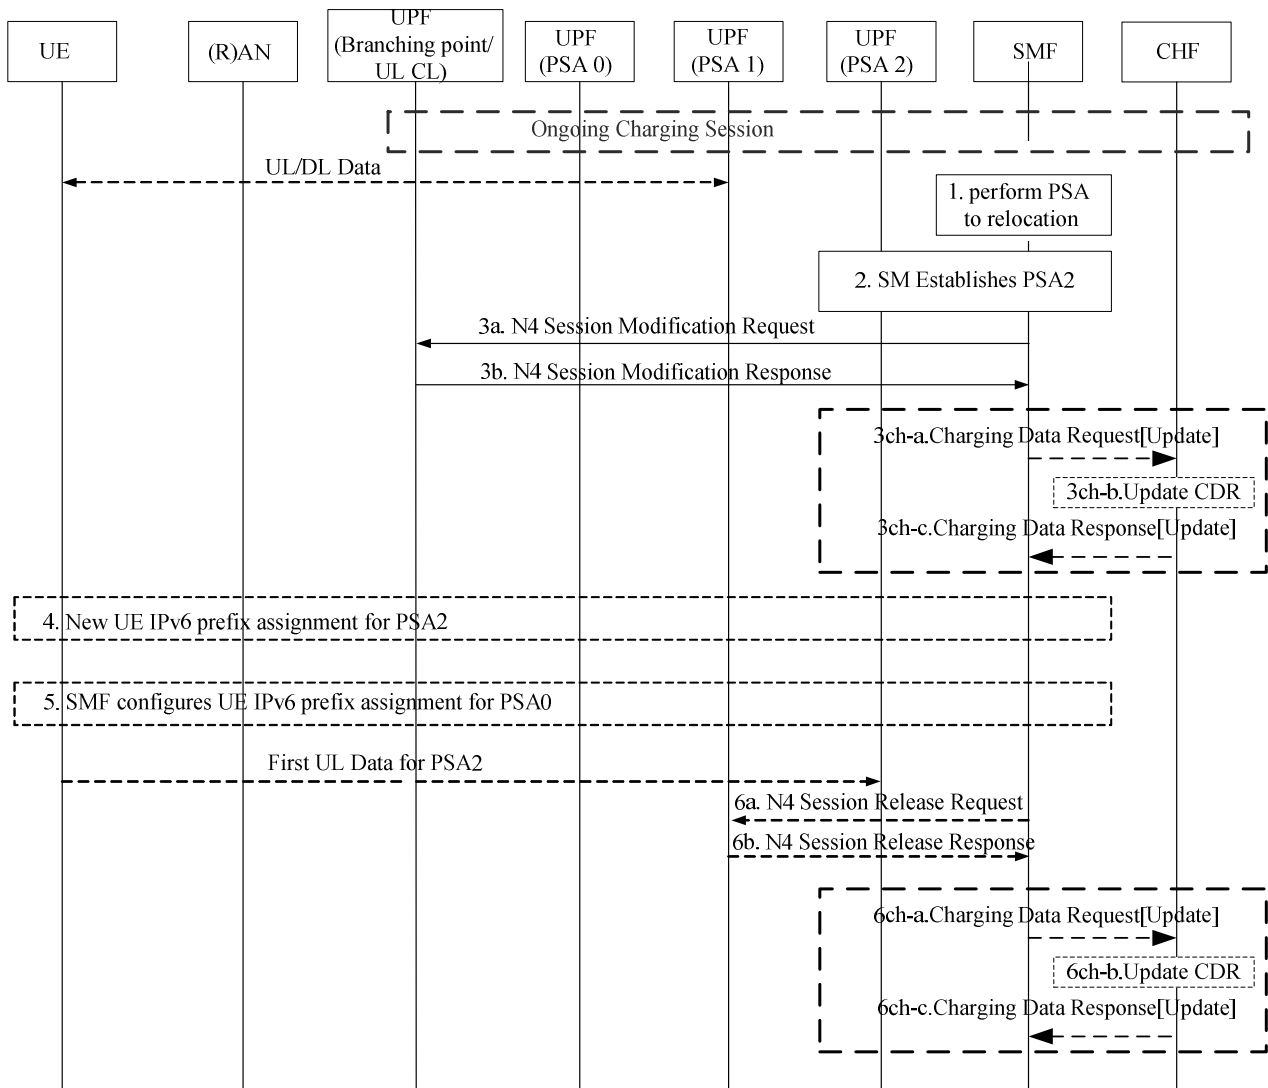 UE
(R)AN
UPF
(Branching point/
UL CL)
UPF
(PSA 0)
UPF
(PSA 1)
UPF
(PSA 2)
SMF
CHF
Ongoing Charging Session
UL/DL Data
1. perform PSA
to relocation
2. SM Establishes PSA2
3a. N4 Session Modification Request
3b. N4 Session Modification Response
3ch-a.Charging Data Request[Update]
3ch-b.Update CDR
3ch-c.Charging Data Response[Update]
4. New UE IPv6 prefix assignment for PSA2
5. SMF configures UE IPv6 prefix assignment for PSA0
First UL Data for PSA2
6a. N4 Session Release Request
6b. N4 Session Release Response
6ch-a.Charging Data Request[Update]
6ch-b.Update CDR
6ch-c.Charging Data Response[Update]